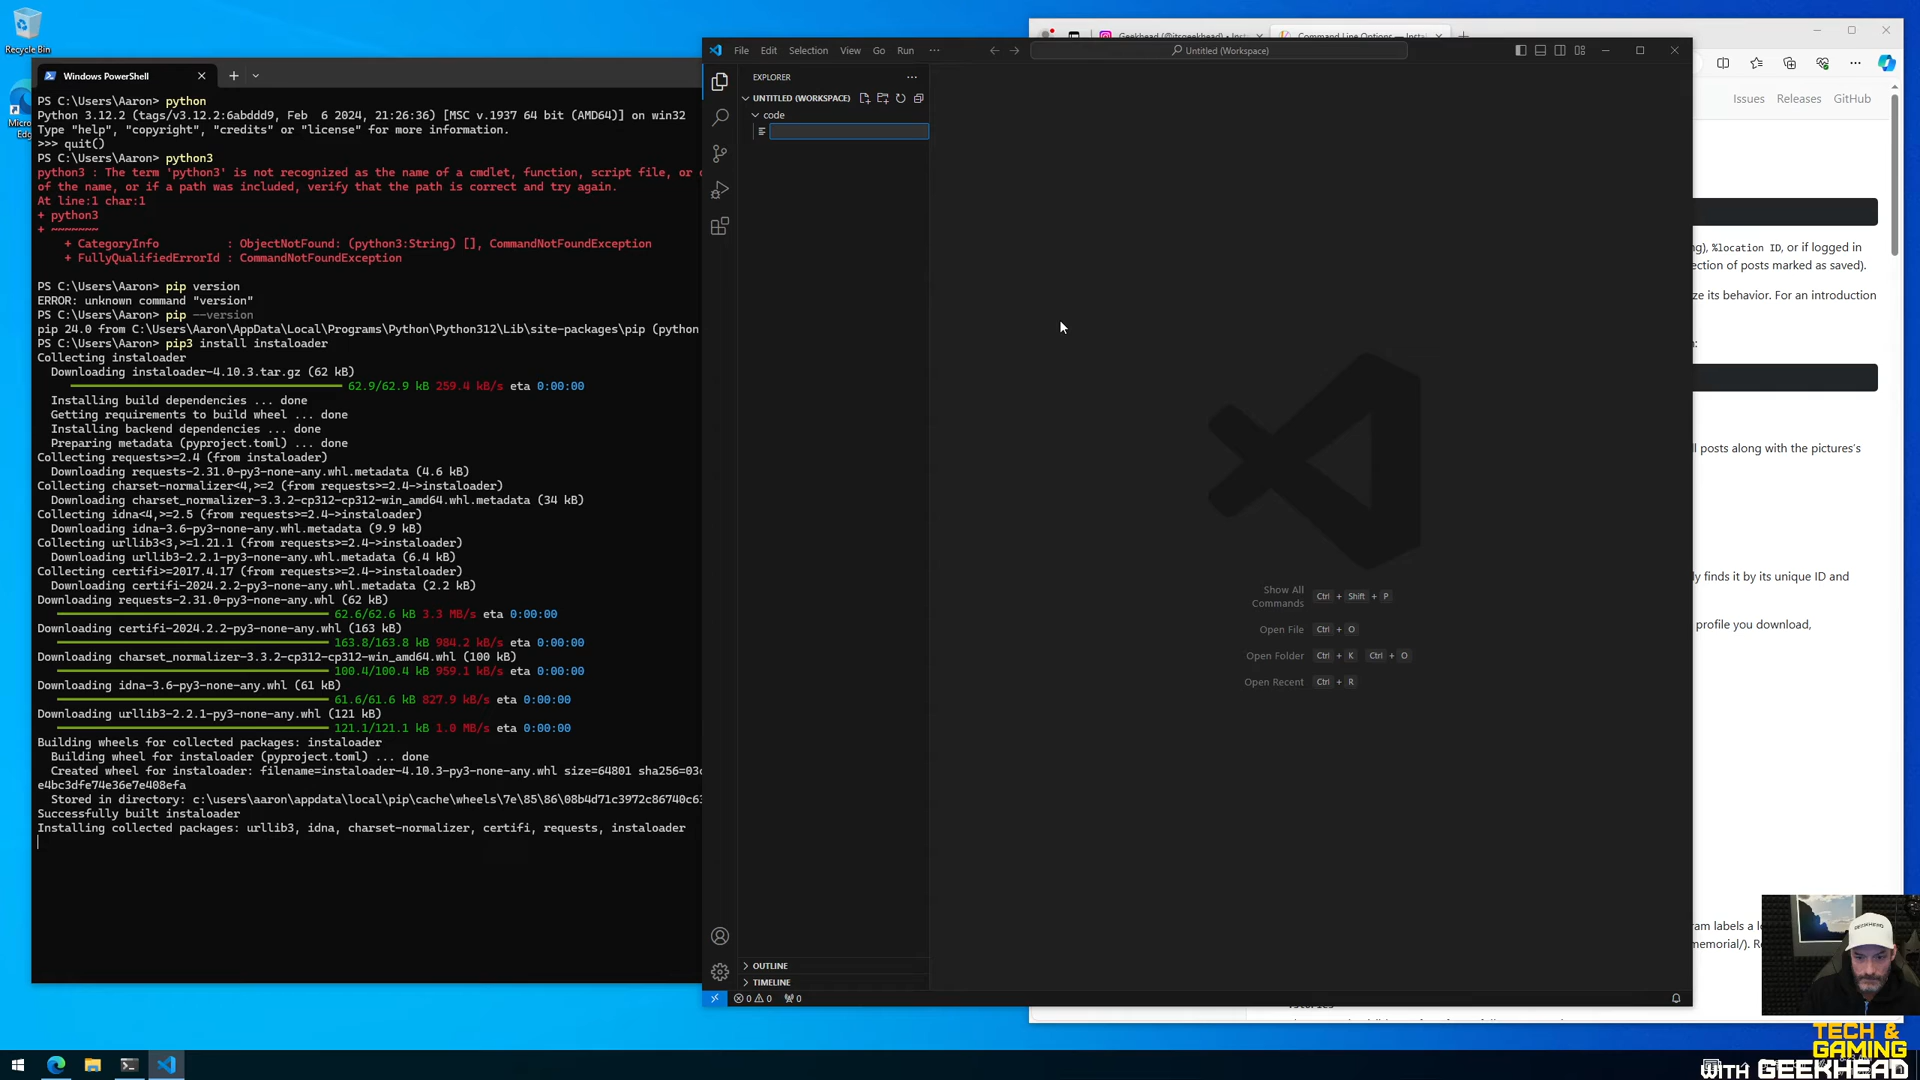 Recycle Bin
Windows PowerShell
PS C:\Users\Aaron> python
Python 3.12.2 (tags/v3.12.2:6abddd9, Feb  6 2024, 21:26:36) [MSC v.1937 64 bit (AMD64)] on win32
Type "help", "copyright", "credits" or "license" for more information.
>>> quit()
PS C:\Users\Aaron> python3
python3 : The term 'python3' is not recognized as the name of a cmdlet, function, script file, or
of the name, or if a path was included, verify that the path is correct and try again.
At line:1 char:1
+ python3
+ ~~~~~~~
+ CategoryInfo          : ObjectNotFound: (python3:String) [], CommandNotFoundException
+ FullyQualifiedErrorId : CommandNotFoundException
PS C:\Users\Aaron> pip version
ERROR: unknown command "version"
PS C:\Users\Aaron> pip --version
pip 24.0 from C:\Users\Aaron\AppData\Local\Programs\Python\Python312\Lib\site-packages\pip (python
PS C:\Users\Aaron> pip3 install instaloader
Collecting instaloader
Downloading instaloader-4.10.3.tar.gz (62 kB)
62.9/62.9 kB 259.4 kB/s eta 0:00:00
Installing build dependencies ... done
Getting requirements to build wheel ... done
Installing backend dependencies ... done
Preparing metadata (pyproject.toml) ... done
Collecting requests>=2.4 (from instaloader)
Downloading requests-2.31.0-py3-none-any.whl.metadata (4.6 kB)
Collecting charset-normalizer<4,>=2 (from requests>=2.4->instaloader)
Downloading charset_normalizer-3.3.2-cp312-cp312-win_amd64.whl.metadata (34 kB)
Collecting idna<4,>=2.5 (from requests>=2.4->instaloader)
Downloading idna-3.6-py3-none-any.whl.metadata (9.9 kB)
Collecting urllib3<3,>=1.21.1 (from requests>=2.4->instaloader)
Downloading urllib3-2.2.1-py3-none-any.whl.metadata (6.4 kB)
Collecting certifi>=2017.4.17 (from requests>=2.4->instaloader)
Downloading certifi-2024.2.2-py3-none-any.whl.metadata (2.2 kB)
Downloading requests-2.31.0-py3-none-any.whl (62 kB)
62.6/62.6 kB 3.3 MB/s eta 0:00:00
Downloading certifi-2024.2.2-py3-none-any.whl (163 kB)
163.8/163.8 kB 984.2 kB/s eta 0:00:00
Downloading charset_normalizer-3.3.2-cp312-cp312-win_amd64.whl (100 kB)
100.4/100.4 kB 959.1 kB/s eta 0:00:00
Downloading idna-3.6-py3-none-any.whl (61 kB)
61.6/61.6 kB 827.9 kB/s eta 0:00:00
Downloading urllib3-2.2.1-py3-none-any.whl (121 kB)
121.1/121.1 kB 1.0 MB/s eta 0:00:00
Building wheels for collected packages: instaloader
Building wheel for instaloader (pyproject.toml) ... done
Created wheel for instaloader: filename=instaloader-4.10.3-py3-none-any.whl size=64801 sha256=03c
e4bc3dfe74e36e7e408efa
Stored in directory: c:\users\aaron\appdata\local\pip\cache\wheels\7e\85\86\08b4d71c3972c86740c63
Successfully built instaloader
Installing collected packages: urllib3, idna, charset-normalizer, certifi, requests, instaloader
File Edit Selection View Go Run
Untitled (Workspace)
EXPLORER
UNTITLED (WORKSPACE)
code
Show All Commands Ctrl + Shift + P
Open File Ctrl + O
Open Folder Ctrl + K Ctrl + O
Open Recent Ctrl + R
OUTLINE
TIMELINE
0 0 0
Issues Releases GitHub
%location ID, or if logged in
ection of posts marked as saved).
ze its behavior. For an introduction
posts along with the pictures's
finds it by its unique ID and
profile you download,
GEEKHEAD
TECH &
GAMING
WITH GEEKHEAD